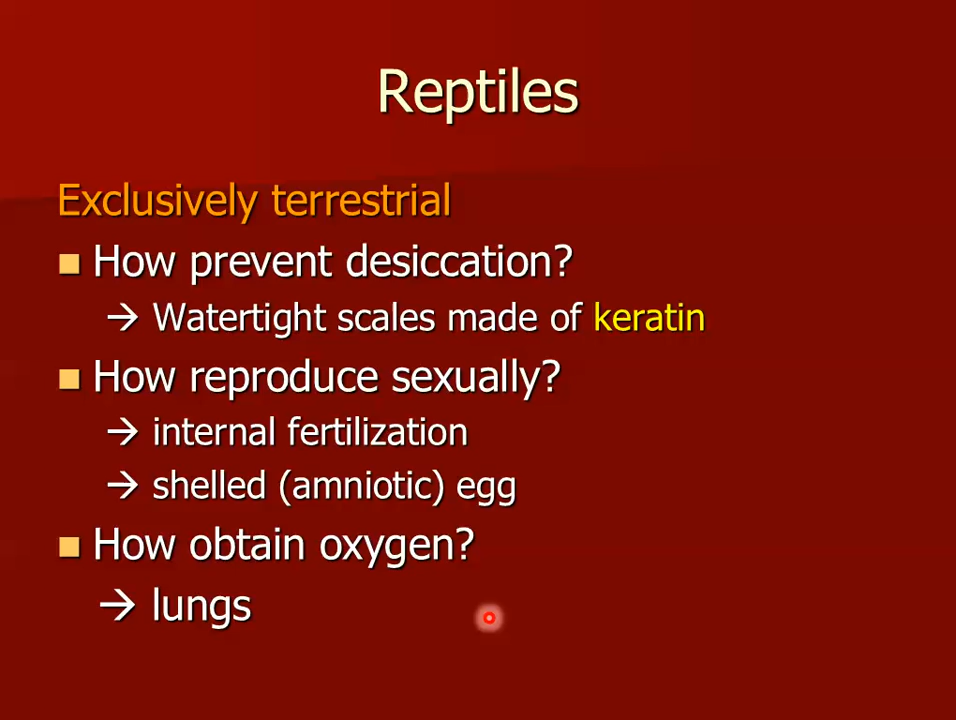 Reptiles
Exclusively terrestrial
■ How prevent desiccation?
→ Watertight scales made of keratin
■ How reproduce sexually?
→ internal fertilization
→ shelled (amniotic) egg
■ How obtain oxygen?
→ lungs